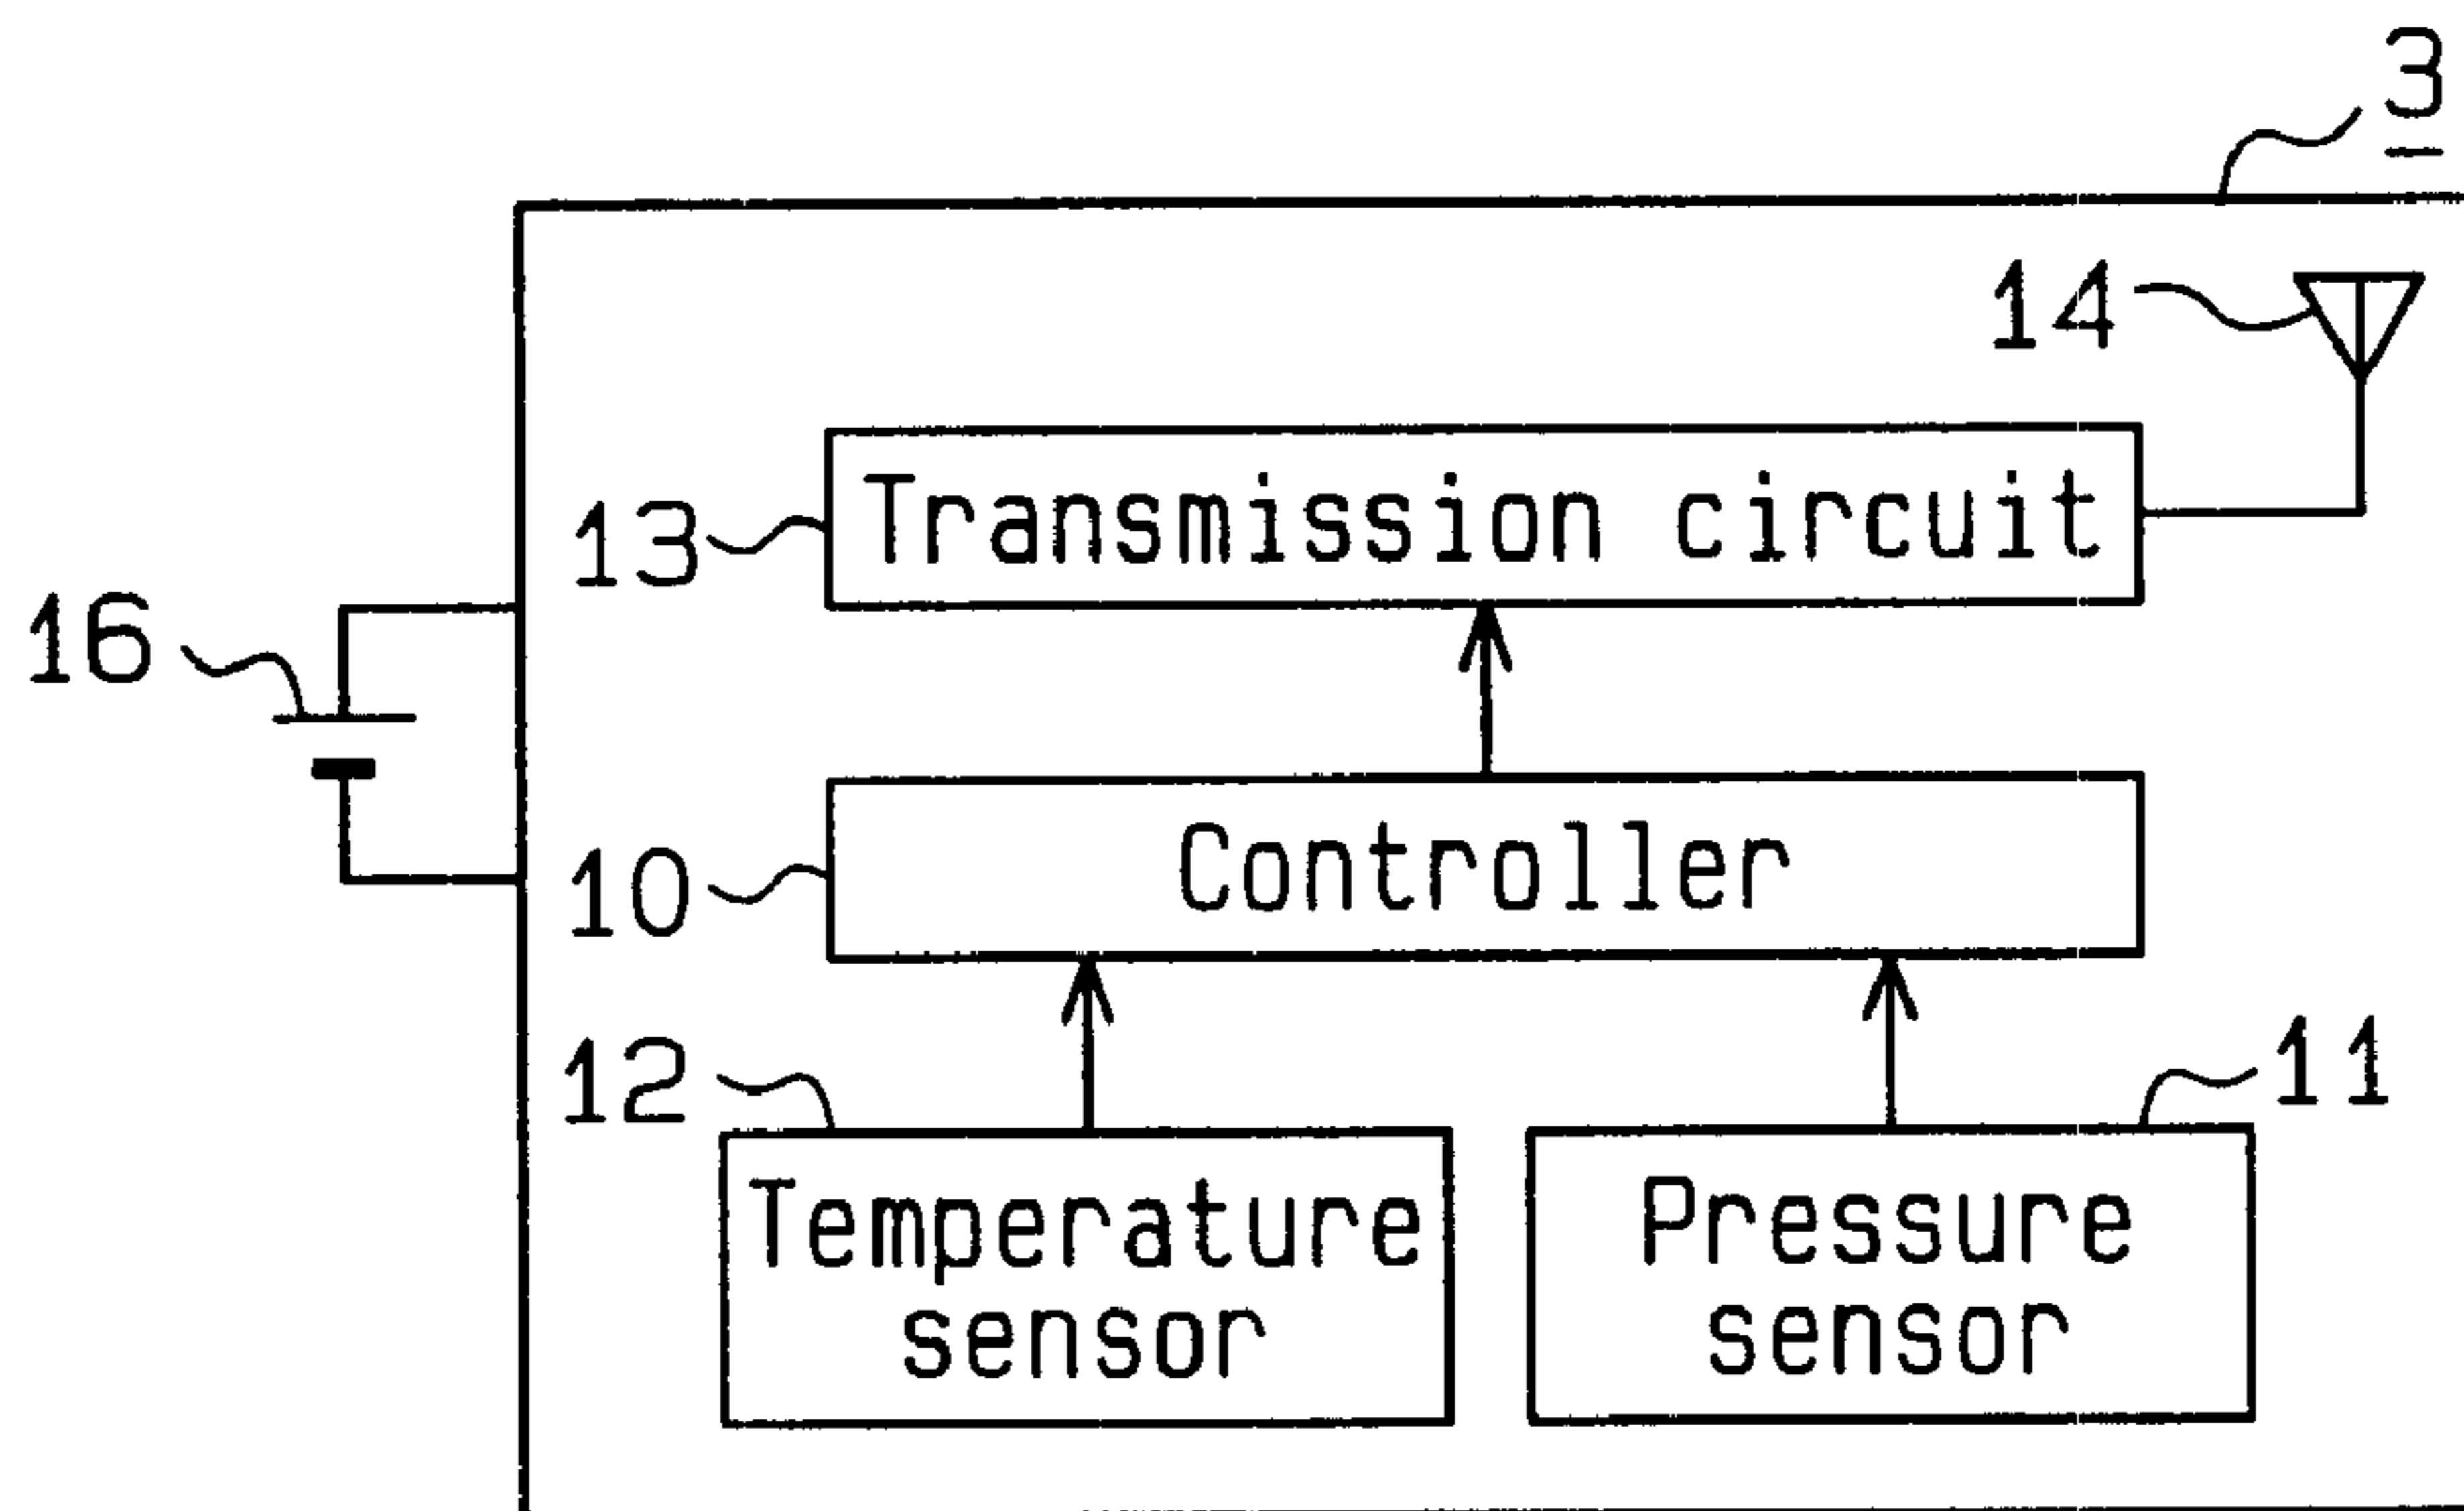 3
14
13
Transmission circuit
16
10
Controller
12
11
Temperature
sensor
Pressure
sensor